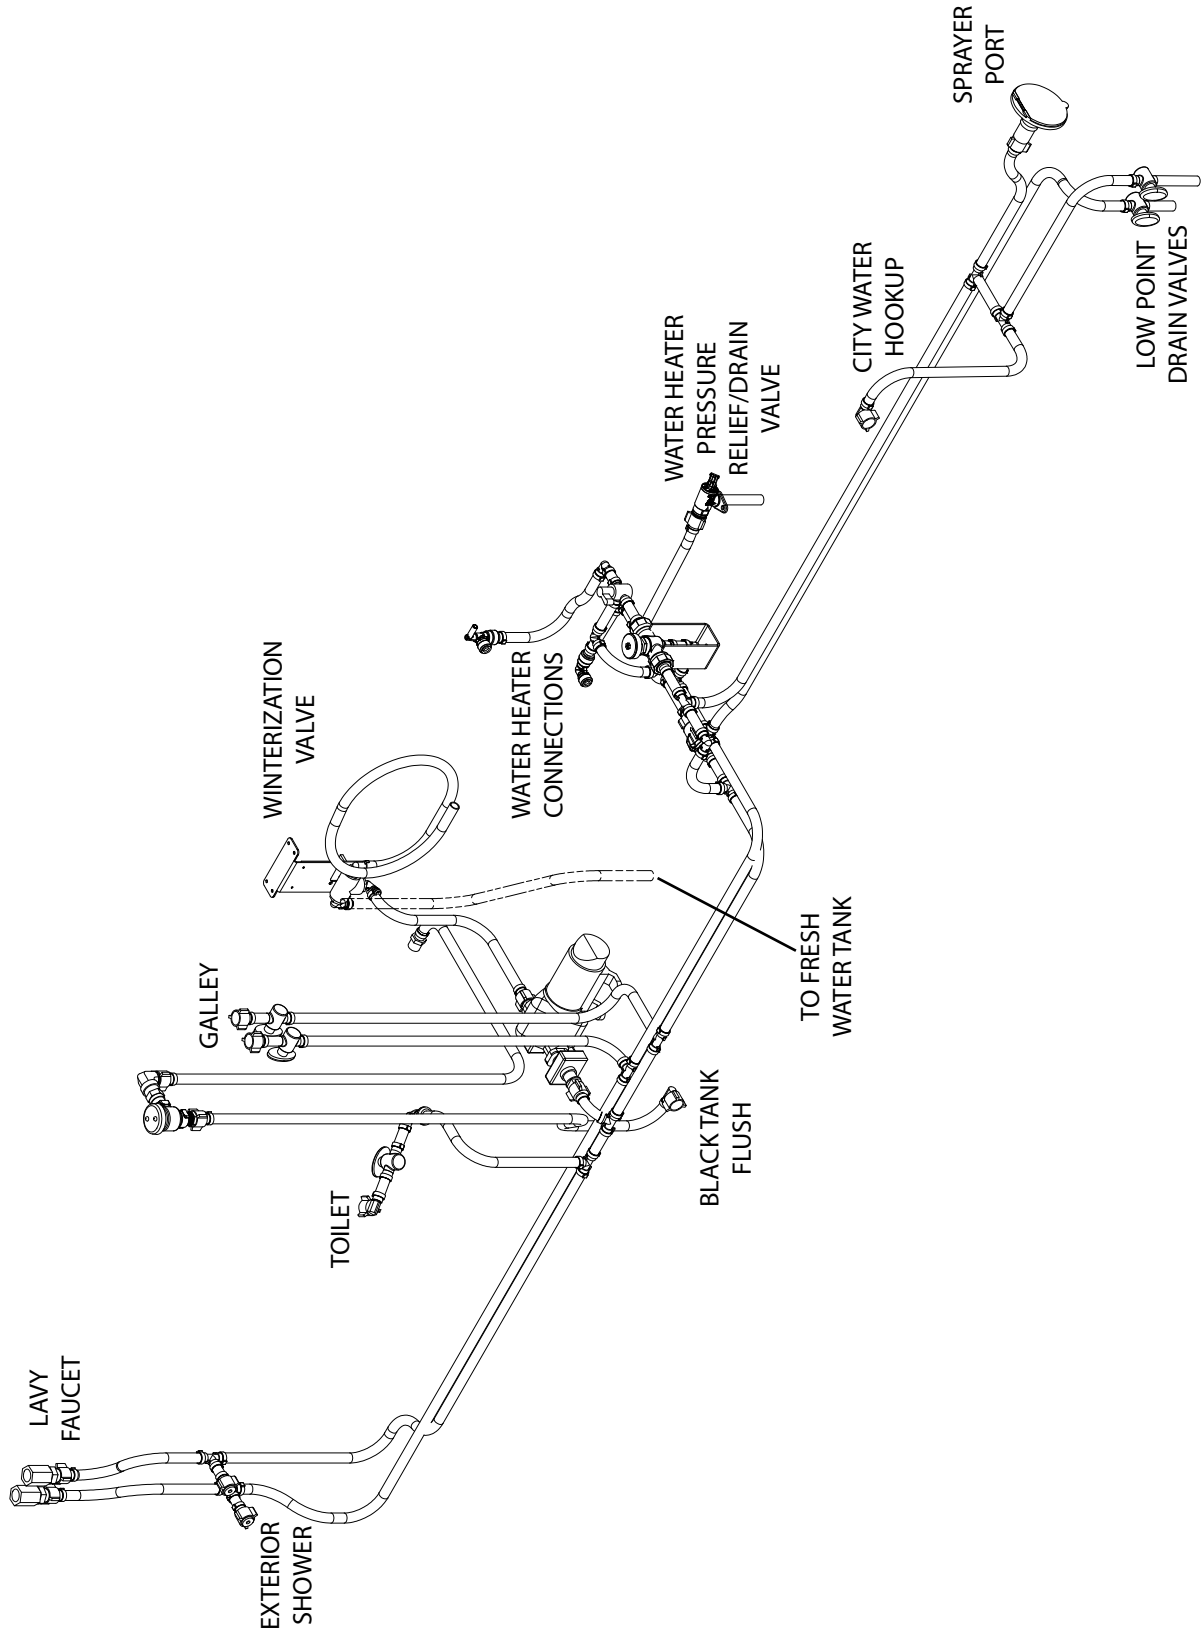 LAVY
FAUCET
EXTERIOR
SHOWER
TOILET
GALLEY
BLACK TANK
FLUSH
WINTERIZATION
VALVE
TO FRESH
WATER TANK
WATER HEATER
CONNECTIONS
WATER HEATER
PRESSURE
RELIEF/DRAIN
VALVE
CITY WATER
HOOKUP
SPRAYER
PORT
LOW POINT
DRAIN VALVES